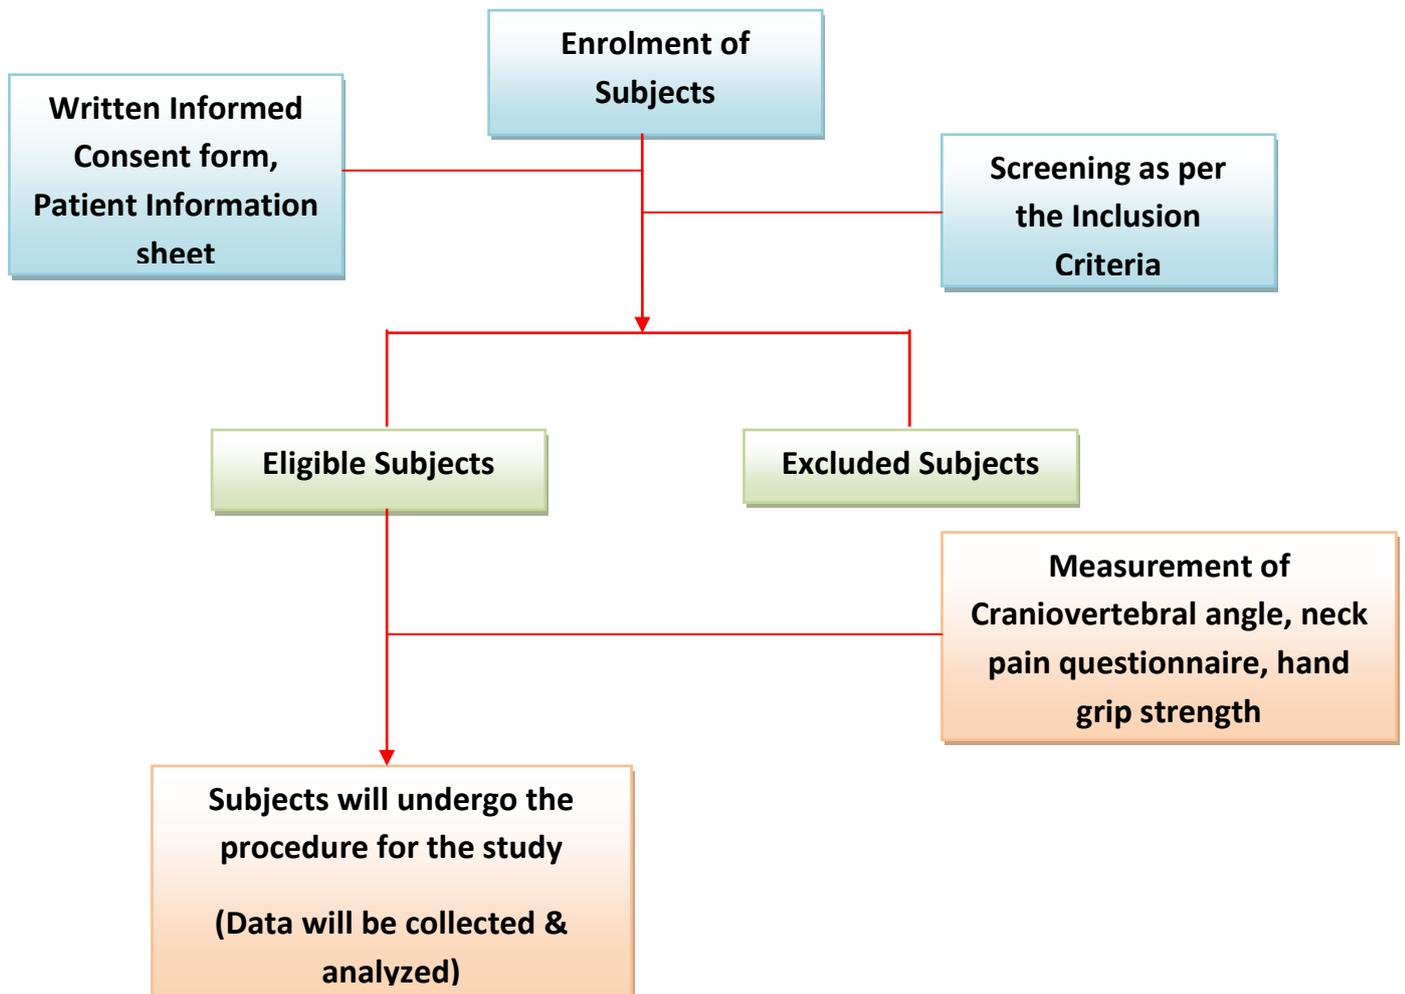 Enrolment of
Subjects
Written Informed
Consent form,
Patient Information
sheet
Screening as per
the Inclusion
Criteria
Eligible Subjects
Excluded Subjects
Measurement of
Craniovertebral angle, neck
pain questionnaire, hand
grip strength
Subjects will undergo the
procedure for the study
(Data will be collected &
analyzed)